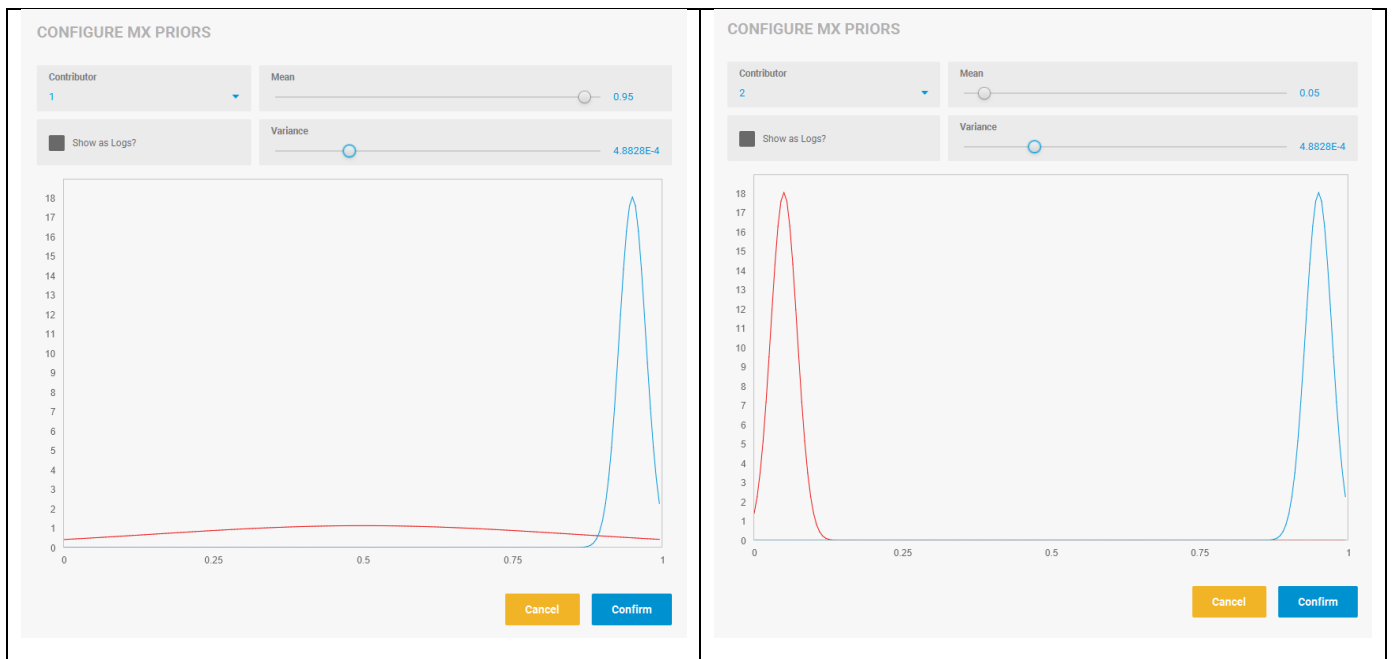 CONFIGURE MX PRIORS
Contributor
1
Mean
0.95
Show as Logs?
Variance
4.8828E-4
18
17
16
15
14
13
12
11
10
9
8
7
6
5
4
3
2
1
0
0 0.25 0.5 0.75 1
Cancel Confirm
CONFIGURE MX PRIORS
Contributor
2
Mean
0.05
Show as Logs?
Variance
4.8828E-4
18
17
16
15
14
13
12
11
10
9
8
7
6
5
4
3
2
1
0
0 0.25 0.5 0.75 1
Cancel Confirm